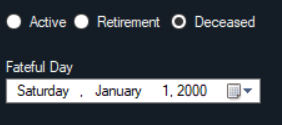 Active Retirement Deceased
Fateful Day
Saturday , January 1, 2000